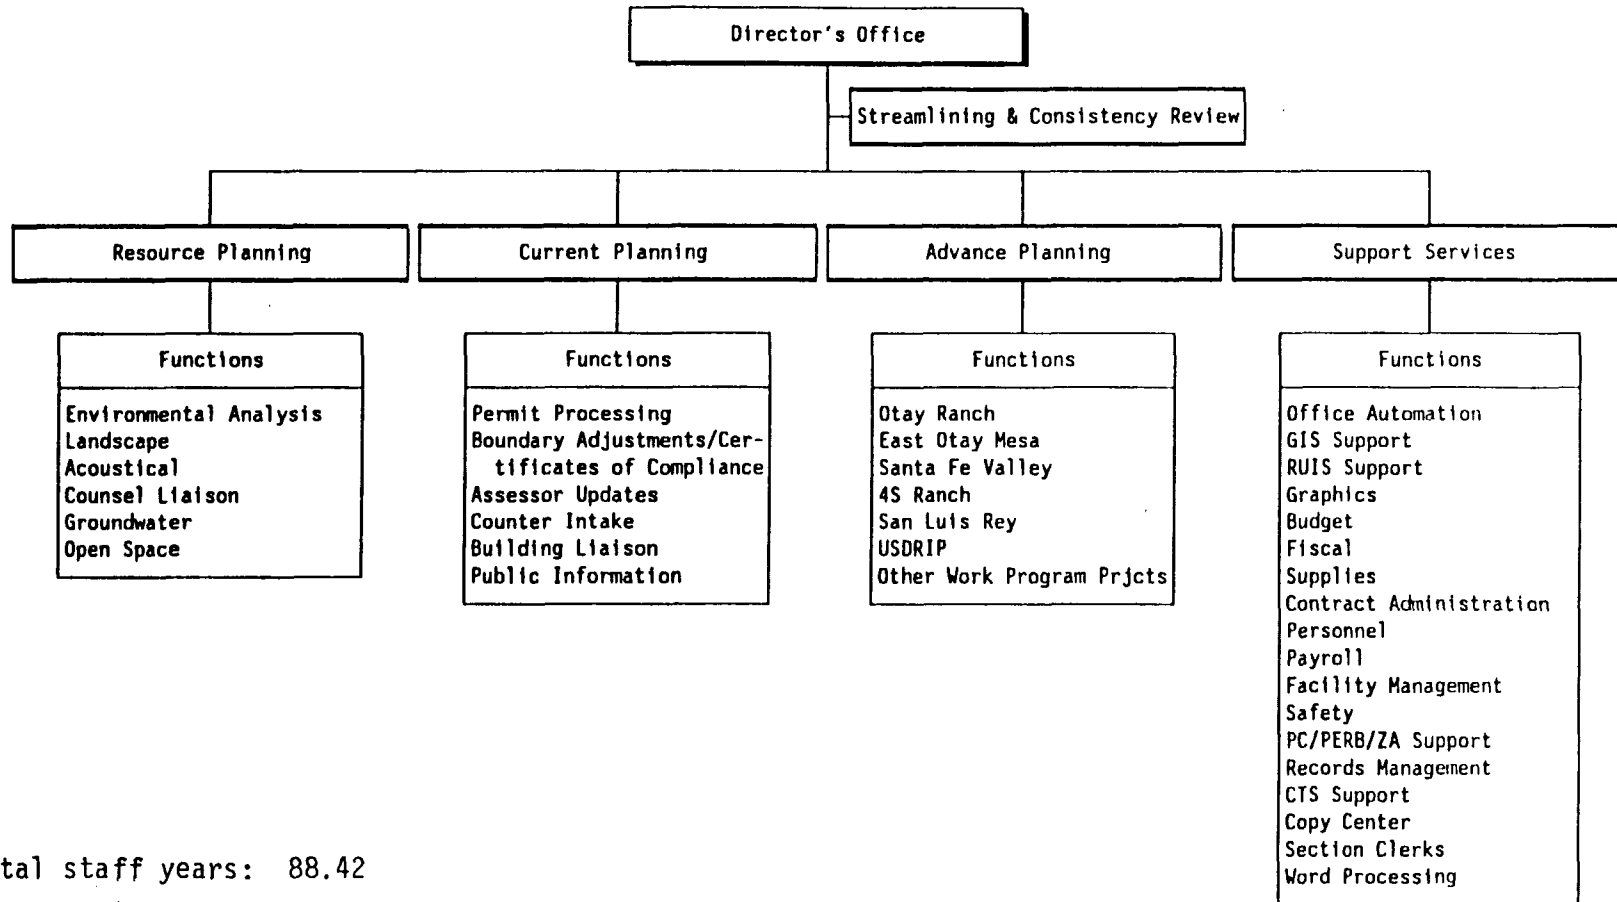 Director's Office
Streamlining & Consistency Review
Resource Planning
Current Planning
Advance Planning
Support Services
Functions
Environmental Analysis
Landscape
Acoustical
Counsel Liaison
Groundwater
Open Space
Functions
Permit Processing
Boundary Adjustments/Cer-
tificates of Compliance
Assessor Updates
Counter Intake
Building Liaison
Public Information
Functions
Otay Ranch
East Otay Mesa
Santa Fe Valley
4S Ranch
San Luis Rey
USDRIP
Other Work Program Prjcts
Functions
Office Automation
GIS Support
RUIS Support
Graphics
Budget
Fiscal
Supplies
Contract Administration
Personnel
Payroll
Facility Management
Safety
PC/PERB/ZA Support
Records Management
CTS Support
Copy Center
Section Clerks
Word Processing
tal staff years: 88.42